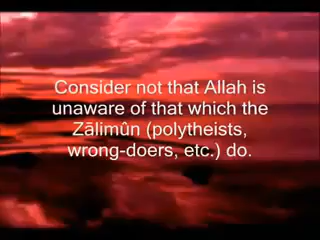 Consider not that Allah is
unaware of that which the
Zālimûn (polytheists,
wrong-doers, etc.) do.